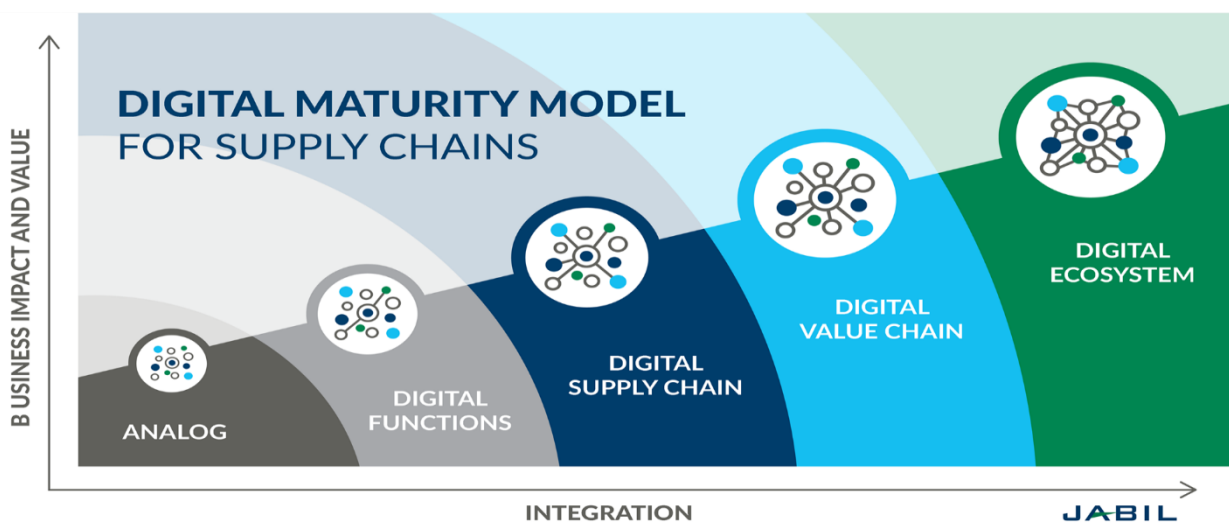 DIGITAL MATURITY MODEL
FOR SUPPLY CHAINS
B USINESS IMPACT AND VALUE
ANALOG
DIGITAL
FUNCTIONS
DIGITAL
SUPPLY CHAIN
DIGITAL
VALUE CHAIN
DIGITAL
ECOSYSTEM
INTEGRATION
JABIL